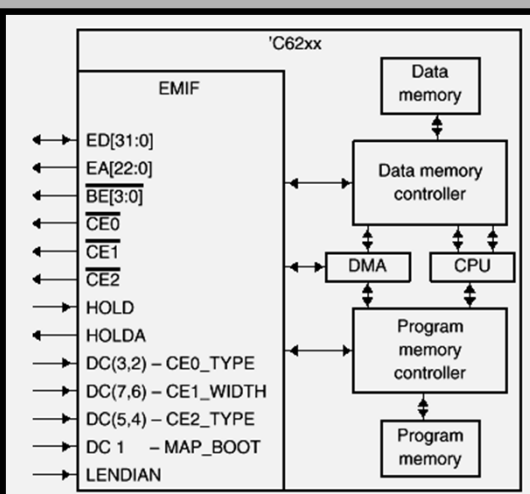 'C62xx
EMIF
ED[31:0]
EA[22:0]
BE[3:0]
CE0
CE1
CE2
HOLD
HOLDA
DC(3,2) – CE0_TYPE
DC(7,6) – CE1_WIDTH
DC(5,4) – CE2_TYPE
DC 1 – MAP_BOOT
LENDIAN
Data
memory
Data memory
controller
DMA
CPU
Program
memory
controller
Program
memory